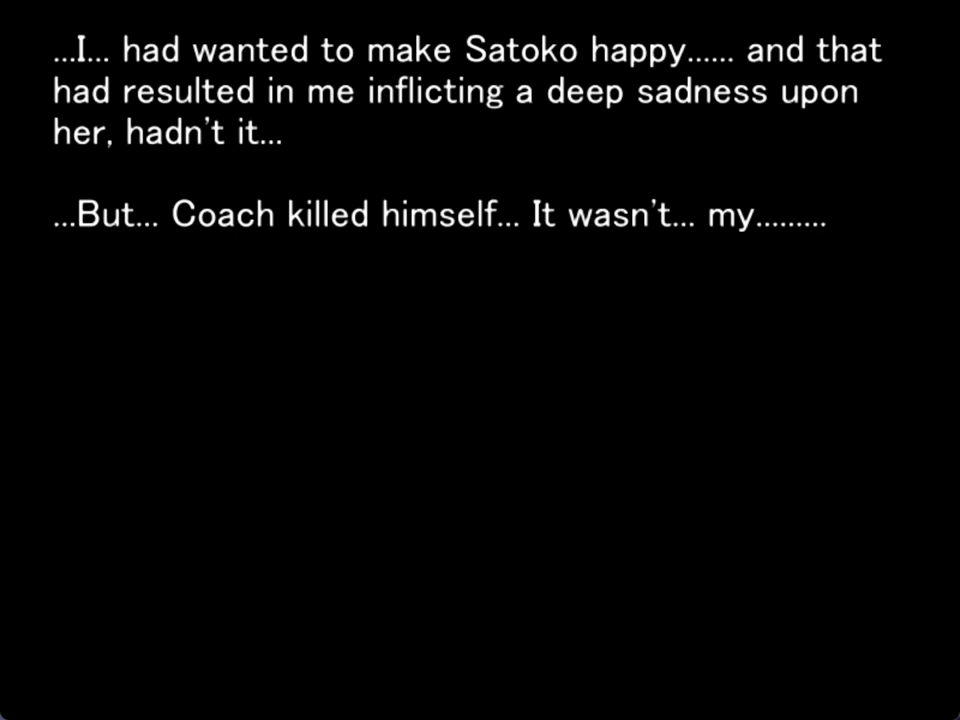 ...I... had wanted to make Satoko happy...... and that
had resulted in me inflicting a deep sadness upon
her, hadn't it...
...But... Coach killed himself... It wasn't... my.........